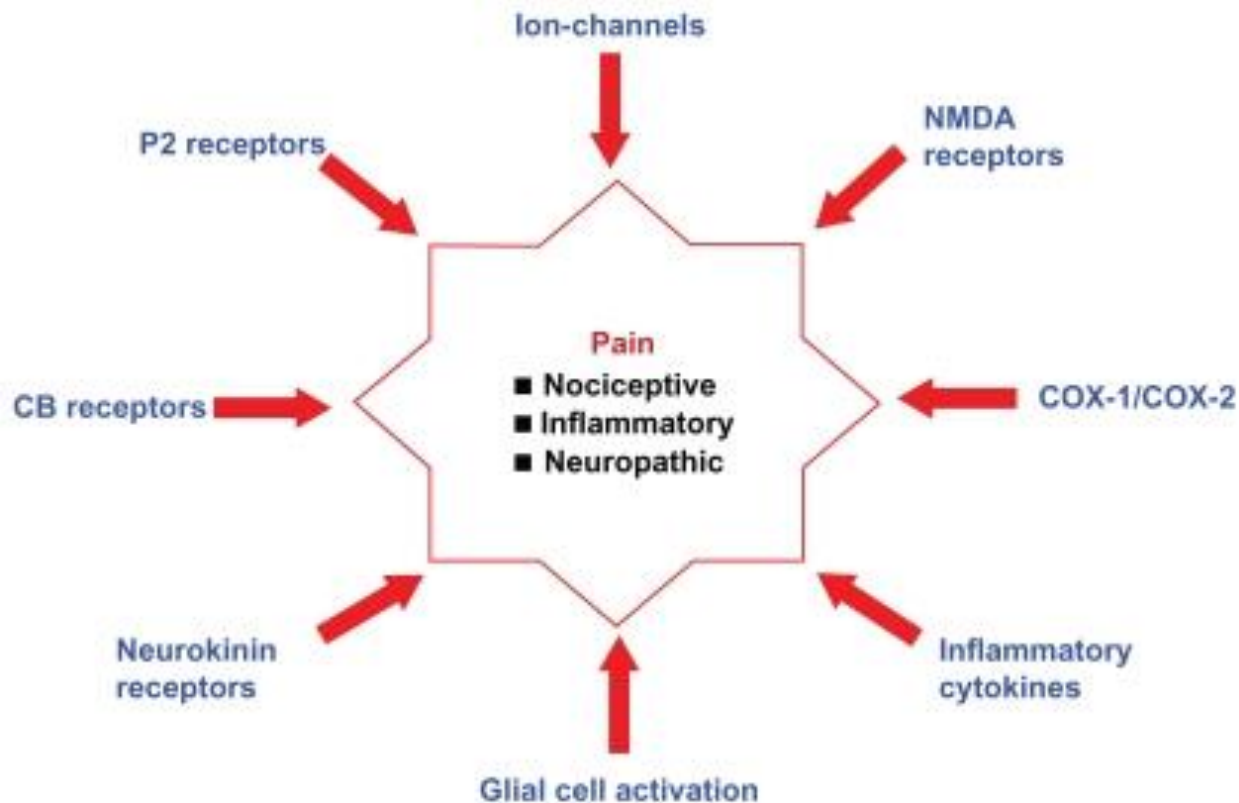 Ion-channels
P2 receptors
NMDA
receptors
Pain
■ Nociceptive
■ Inflammatory
■ Neuropathic
CB receptors
COX-1/COX-2
Neurokinin
receptors
Inflammatory
cytokines
Glial cell activation